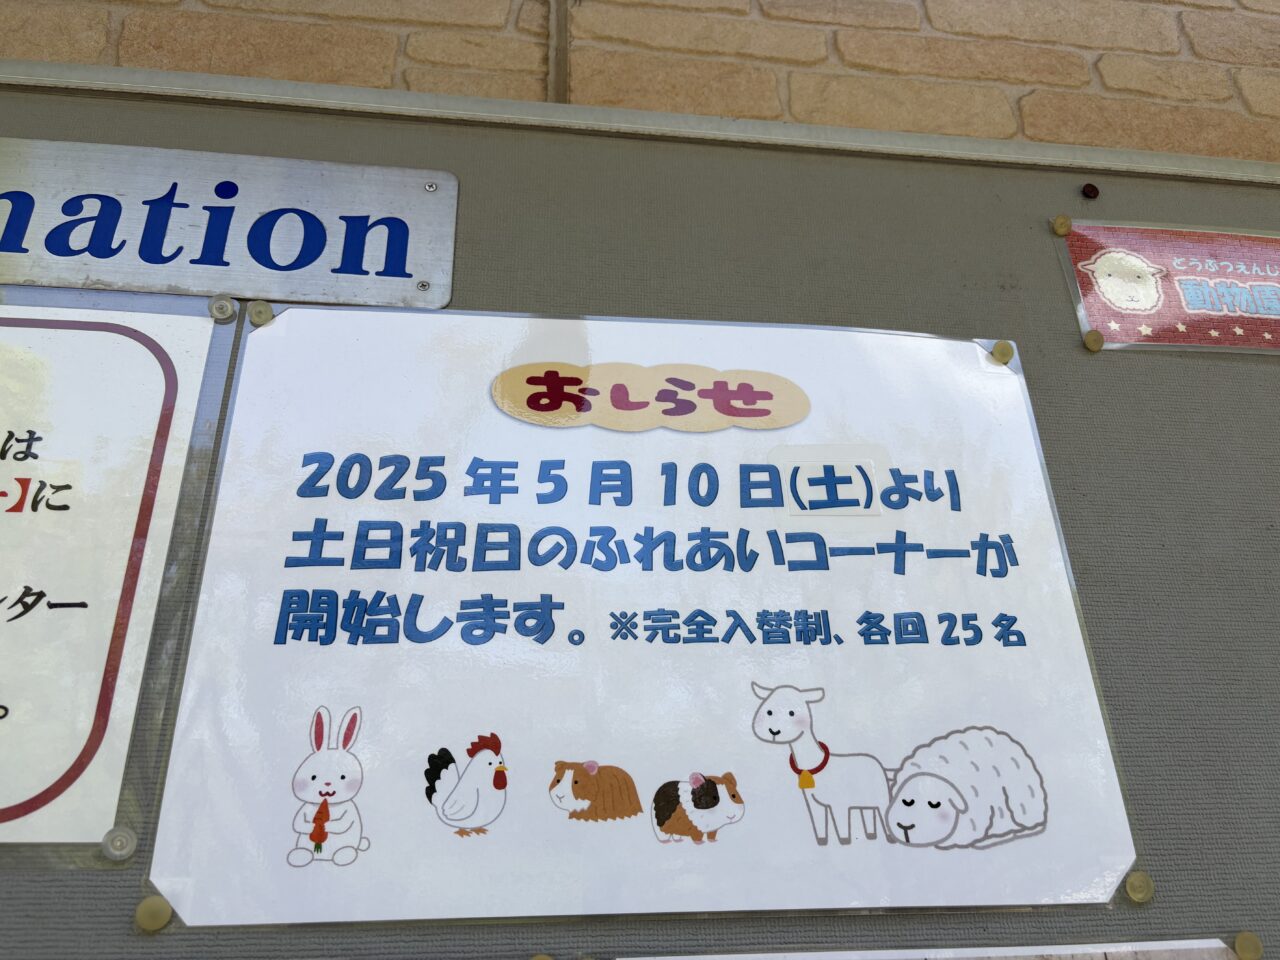 mation
どうぶつえんじ
動物園
は
】に
ター
。
おしらせ
2025年5月10日(土)より
土日祝日のふれあいコーナーが
開始します。※完全入替制、各回25名